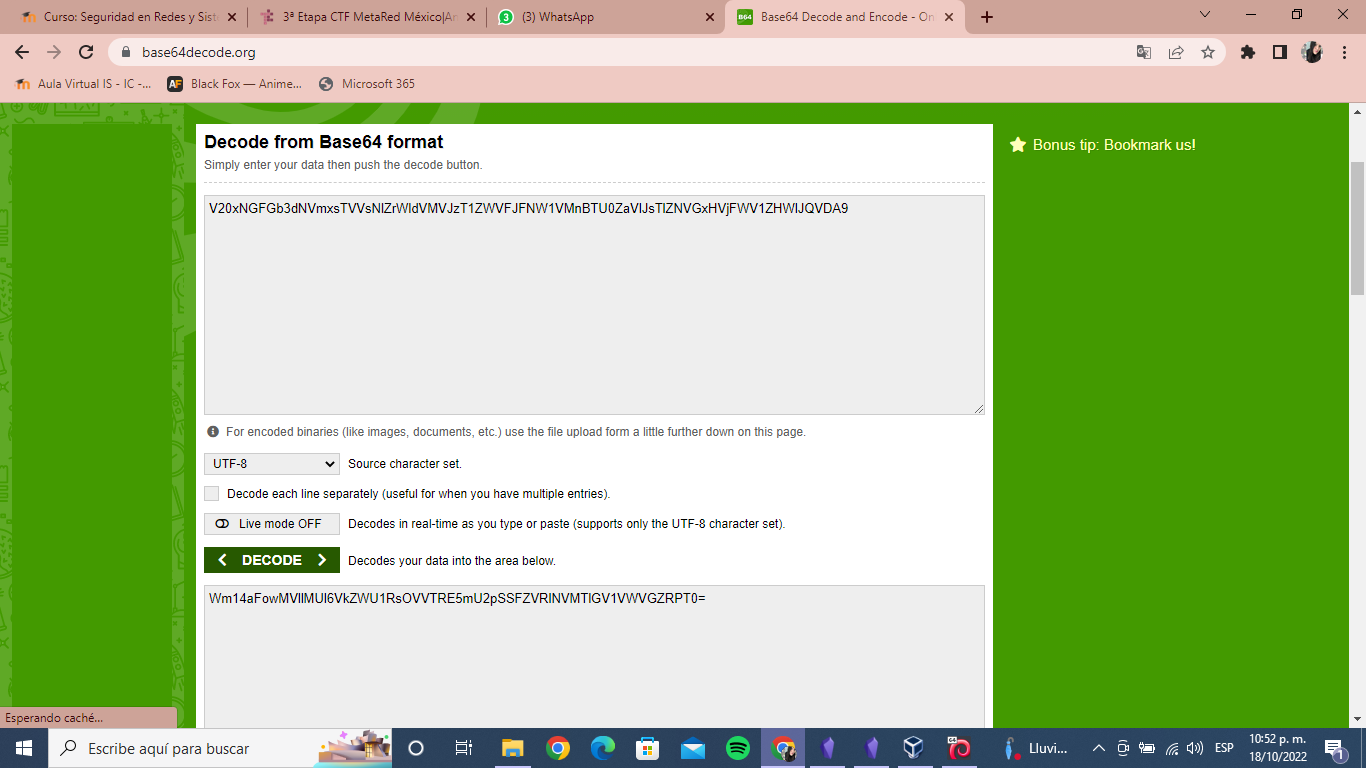 Curso: Seguridad en Redes y Sist
3ª Etapa CTF MetaRed México|An
(3) WhatsApp
Base64 Decode and Encode - On
base64decode.org
Aula Virtual IS - IC -...
Black Fox — Anime...
Microsoft 365
Decode from Base64 format
Simply enter your data then push the decode button.
Bonus tip: Bookmark us!
For encoded binaries (like images, documents, etc.) use the file upload form a little further down on this page.
UTF-8
Source character set.
Decode each line separately (useful for when you have multiple entries).
Live mode OFF
Decodes in real-time as you type or paste (supports only the UTF-8 character set).
< DECODE >
Decodes your data into the area below.
Esperando caché...
Escribe aquí para buscar
Lluvi...
ESP
10:52 p. m.
18/10/2022
1